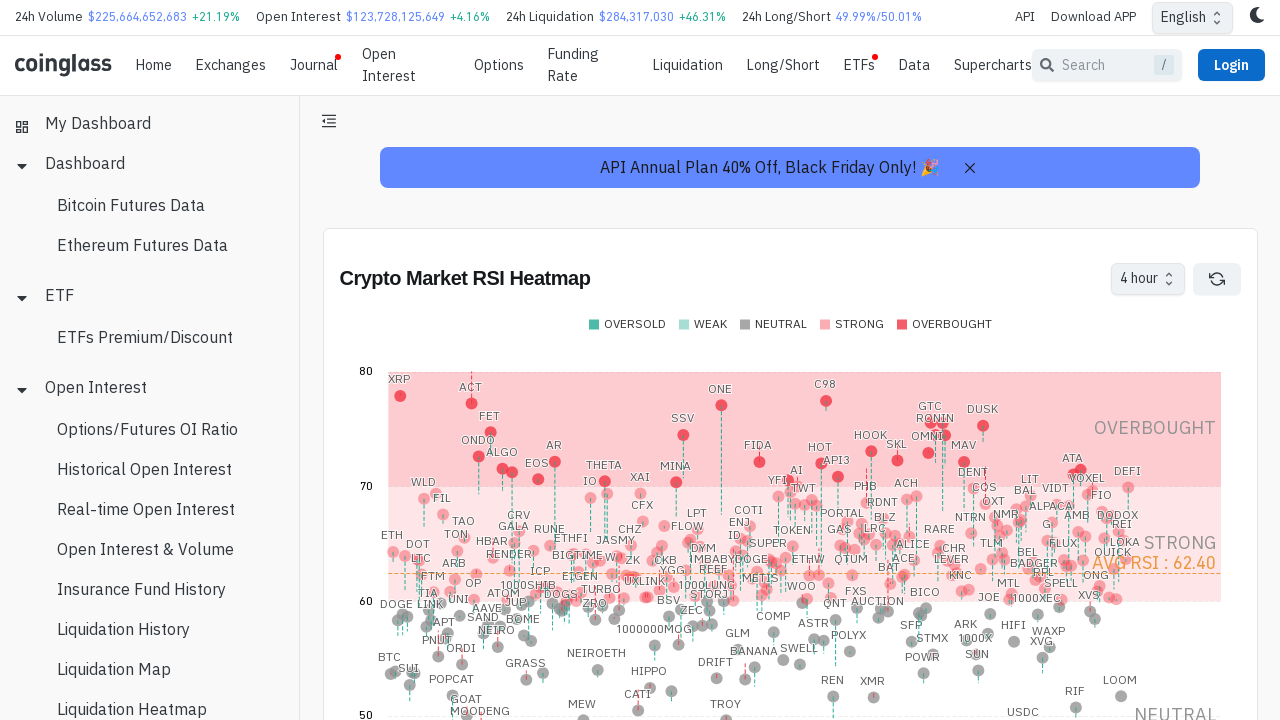 24h Volume $225,664,652,683 +21.19% Open Interest $123,728,125,649 +4.16% 24h Liquidation $284,317,030 +46.31% 24h Long/Short 49.99%/50.01% API Download APP English
coinglass Home Exchanges Journal Open Interest Options Funding Rate Liquidation Long/Short ETFs Data Supercharts Search / Login
My Dashboard
Dashboard
Bitcoin Futures Data
Ethereum Futures Data
ETF
ETFs Premium/Discount
Open Interest
Options/Futures OI Ratio
Historical Open Interest
Real-time Open Interest
Open Interest & Volume
Insurance Fund History
Liquidation History
Liquidation Map
Liquidation Heatmap
API Annual Plan 40% Off, Black Friday Only! 🎉
Crypto Market RSI Heatmap
4 hour
OVERSOLD WEAK NEUTRAL STRONG OVERBOUGHT
80
XRP ACT ONE C98
FET SSV GTC RONIN DUSK
OVERBOUGHT
ONDO ALGO AR FIDA HOT HOOK SKL OMNI MAV
EOS THETA MINA AI API3 ATA
70
WLD FIL IO XAI YFI TWT PHB ACH DENT COS LIT VOXEL DEFI
CFX RDNT OXT BAL VIDT FIO
TAO CRV LPT COTI PORTAL BLZ NTRN NMR ALPACA AMB DODOX
ETH TON GALA RUNE CHZ FLOW ENJ TOKEN GAS LRC RARE REI
STRONG
DOT HBAR ETHFI JASMY ID SUPER ALICE CHR TLM FLUX LOKA
LTC ARB RENDER BIGTIME ZK CKB DYM ETHW QTUM ACE LEVER BEL QUICK
AVG RSI : 62.40
FTM OP ICP EIGEN UXLINK YGG BEEF METIS BAT KNC BADGER ONG
TIA UNI ATOM 1000SHIB TURBO STORJ WOO FXS BICO MTL SPELL XVS
60
DOGE LINK AAVE JUP DOGS ZRO BSV ZEC QNT AUCTION JOE 1000XEC
APT SAND BOME COMP ASTR SFP ARK HIFI
PNUT NEIRO 1000000MOG GLM POLYX STMX 1000X WAXP
ORDI BANANA SWELL XVG
BTC SUI GRASS NEIROETH DRIFT POWR SUN
POPCAT HIPPO REN XMR LOOM
GOAT MEW CATI TROY RIF
MOODENG USDC
50
NEUTRAL